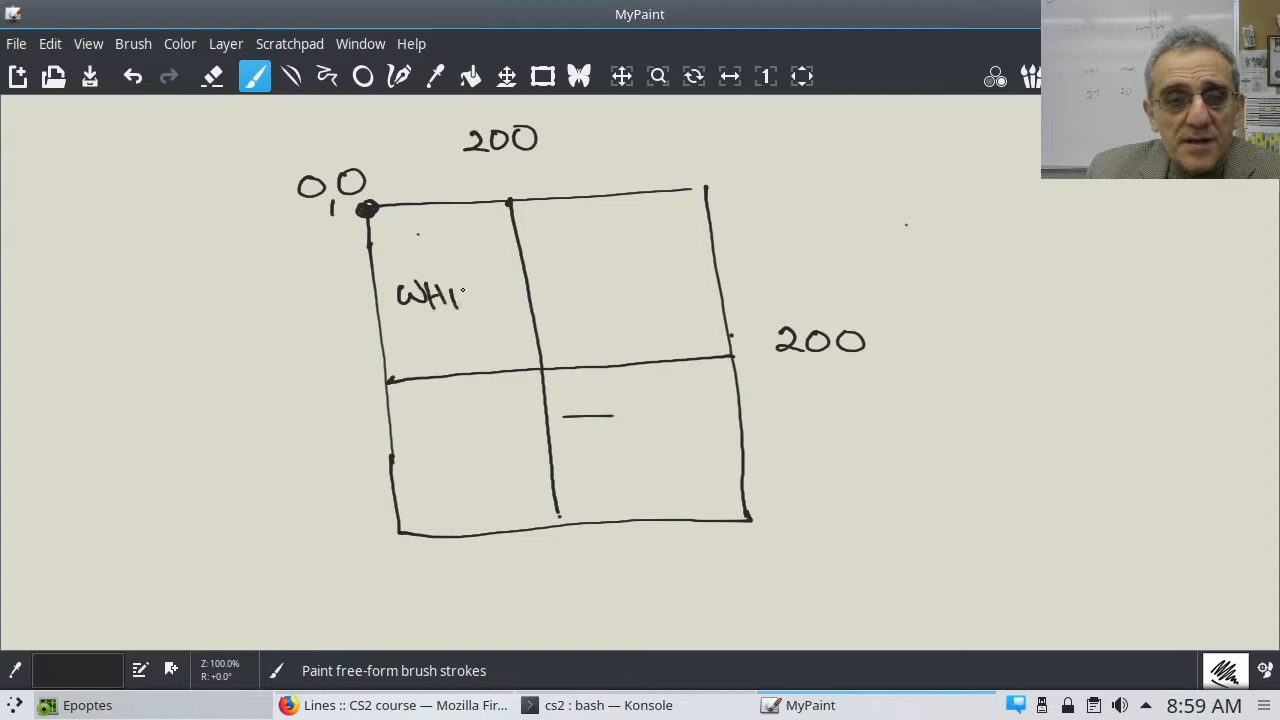 MyPaint
File Edit View Brush Color Layer Scratchpad Window Help
200
0,0
WHI
200
Z: 100.0%
R: +0.0°
Paint free-form brush strokes
Epoptes
Lines :: CS2 course — Mozilla Fir...
cs2 : bash — Konsole
MyPaint
8:59 AM